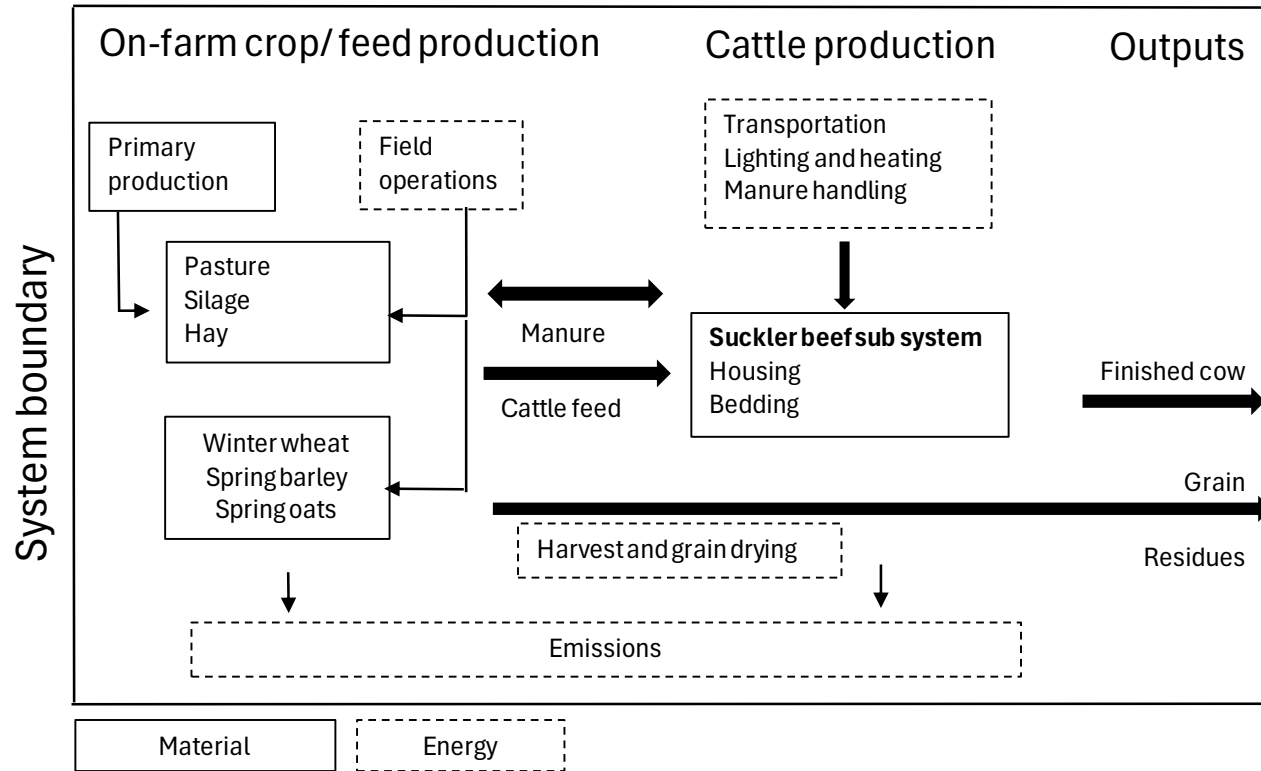 On-farm crop/ feed production
Cattle production
Outputs
System boundary
Primary
production
Field
operations
Transportation
Lighting and heating
Manure handling
Pasture
Silage
Hay
Manure
Cattle feed
Suckler beef sub system
Housing
Bedding
Finished cow
Winter wheat
Spring barley
Spring oats
Grain
Harvest and grain drying
Residues
Emissions
Material
Energy